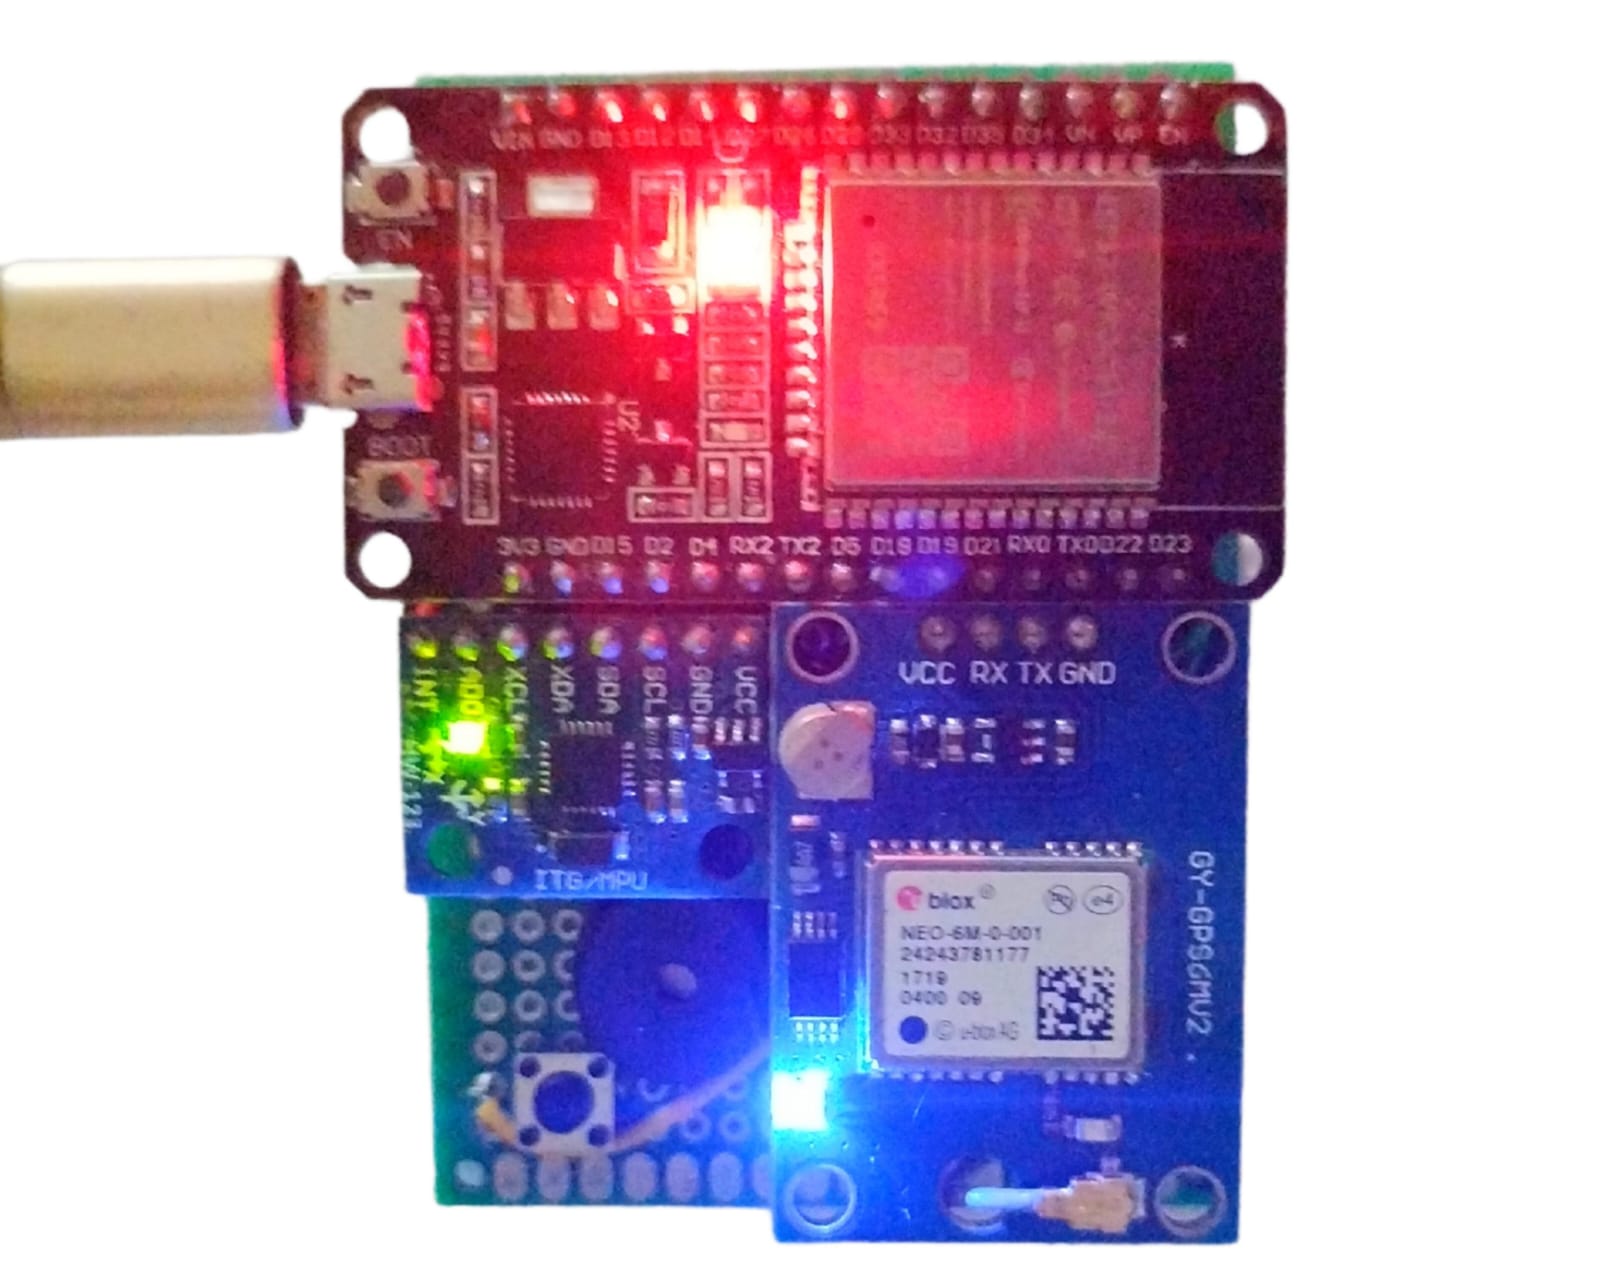 VIN GND D13 D12 D14 D27 D26 D25 D33 D32 D35 D34 VN VP EN
EN
U2
BOOT
3V3 GND D15 D2 D4 RX2 TX2 D5 D18 D19 D21 RX0 TX0 D22 D23
INT AD0 XCL XDA SDA SCL GND VCC
VCC RX TX GND
ITG/MPU
GY-GPS6MV2
blox®
NEO-6M-0-001
24243781177
1719
0400 09
© u-blox AG